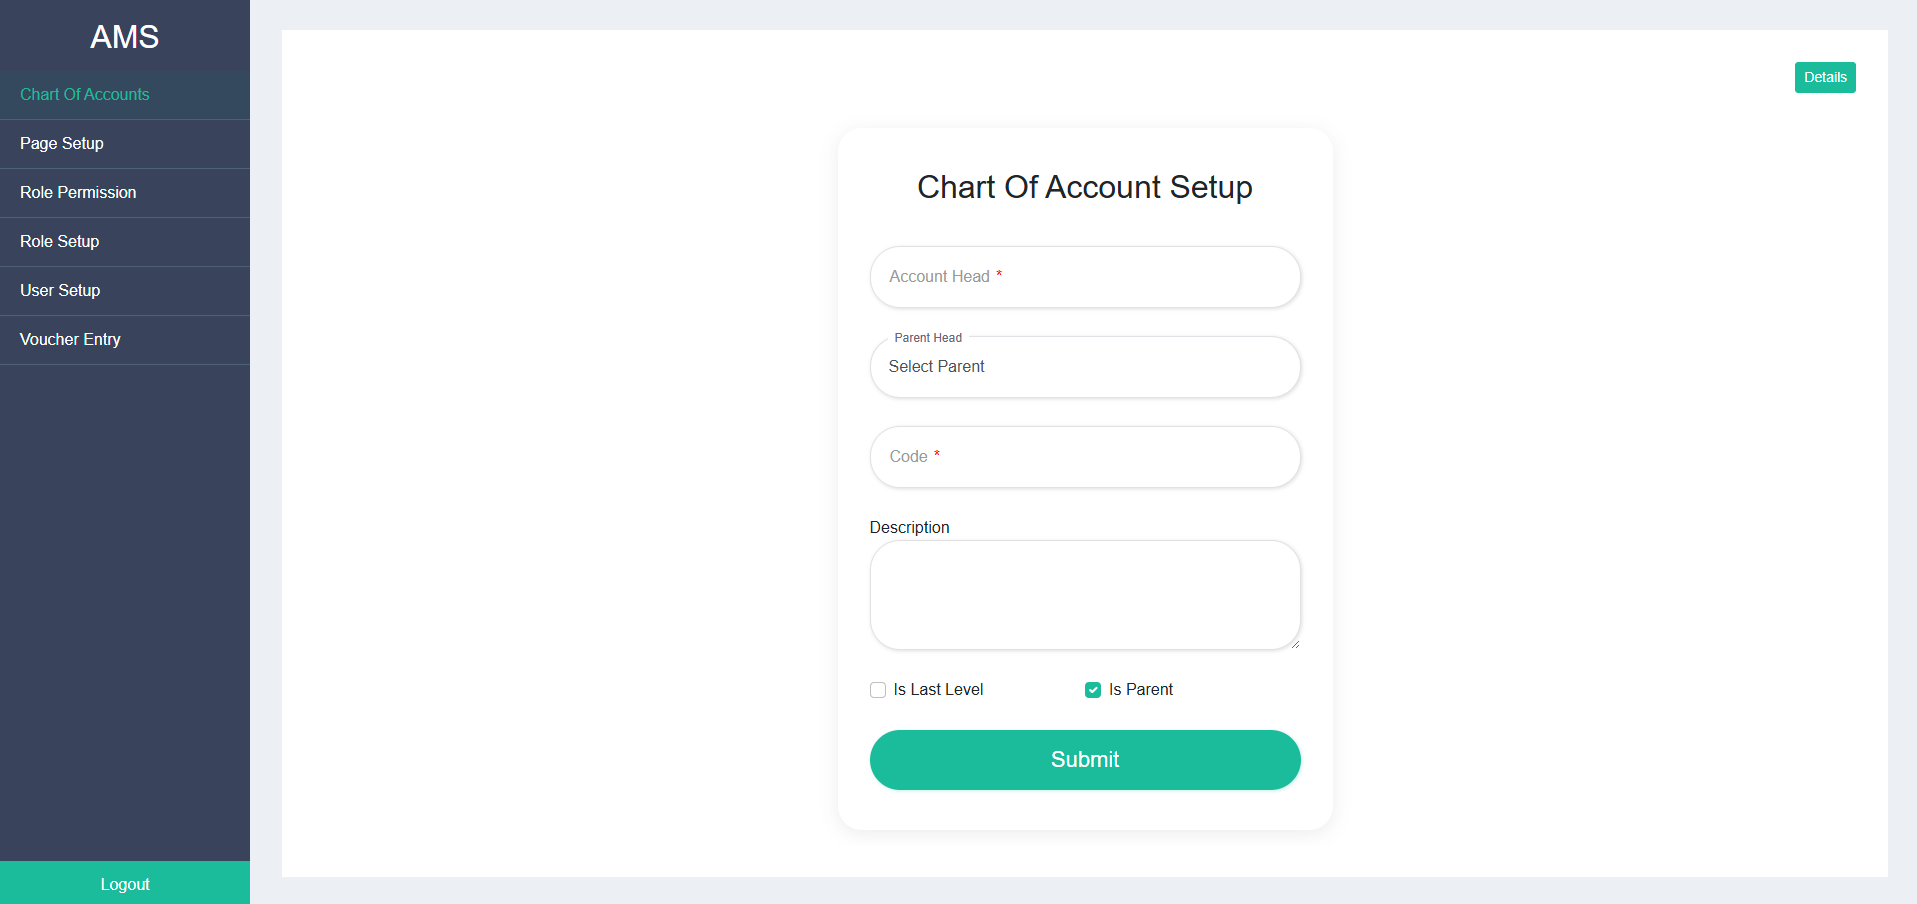 AMS
Chart Of Accounts
Page Setup
Role Permission
Role Setup
User Setup
Voucher Entry
Logout
Details
Chart Of Account Setup
Account Head *
Parent Head
Select Parent
Code *
Description
Is Last Level
Is Parent
Submit